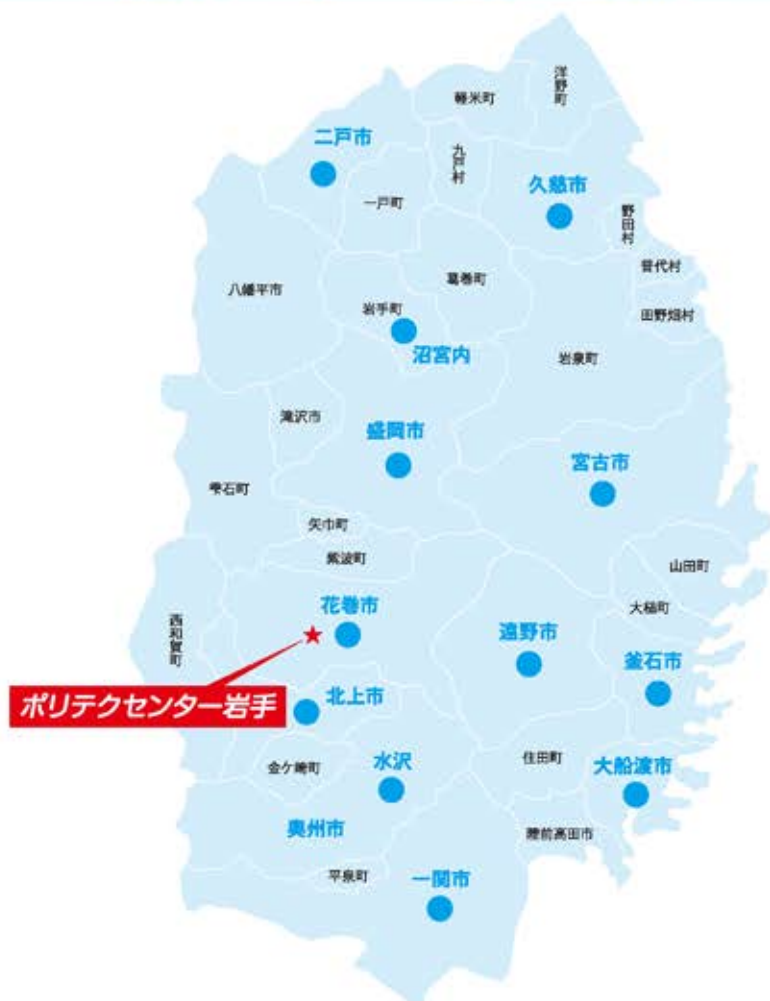 洋野町
軽米町
二戸市
九戸村
久慈市
一戸町
野田村
普代村
葛巻町
八幡平市
岩手町
田野畑村
沼宮内
岩泉町
滝沢市
盛岡市
宮古市
雫石町
矢巾町
紫波町
山田町
花巻市
大槌町
西和賀町
遠野市
釜石市
ポリテクセンター岩手
北上市
金ケ崎町
水沢
住田町
大船渡市
奥州市
陸前高田市
平泉町
一関市